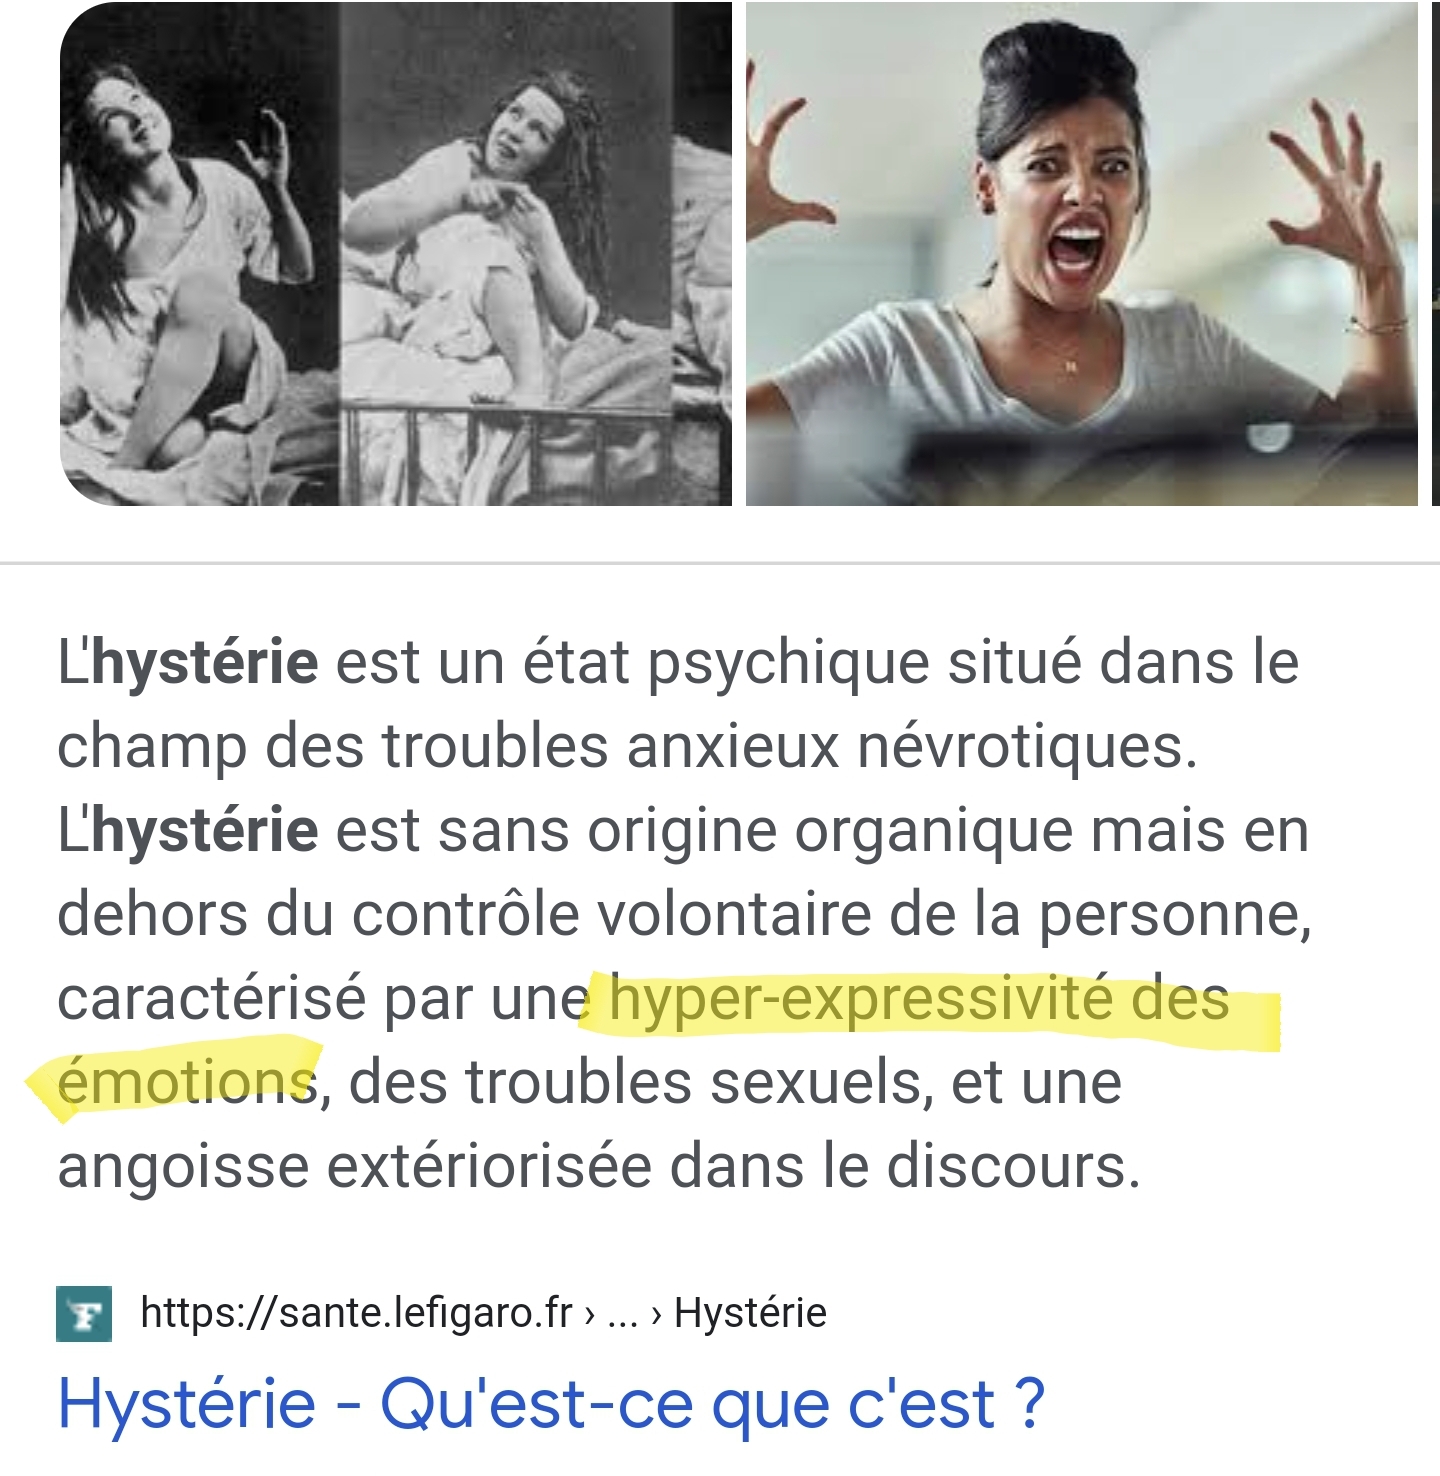 L'hystérie est un état psychique situé dans le
champ des troubles anxieux névrotiques.
L'hystérie est sans origine organique mais en
dehors du contrôle volontaire de la personne,
caractérisé par une hyper-expressivité des
émotions, des troubles sexuels, et une
angoisse extériorisée dans le discours.
F
https://sante.lefigaro.fr › ... › Hystérie
Hystérie - Qu'est-ce que c'est ?